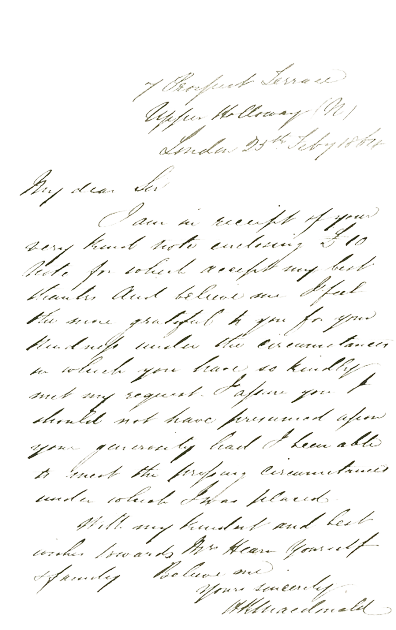 7 Prospect Terrace
Upper Holloway (N)
London 25th Feby 1864
My dear Sir
I am in receipt of your
very kind note enclosing £10
note for which accept my best
thanks And believe me I feel
the more grateful to you for your
kindness under the circumstances
in which you have so kindly
met my request. I assure you I
should not have presumed upon
your generosity had I been able
to meet the pressing circumstances
under which I was placed.
With my kindest and best
wishes towards Mrs Hearn Yourself
& family Believe me
Yours sincerely
Macdonald